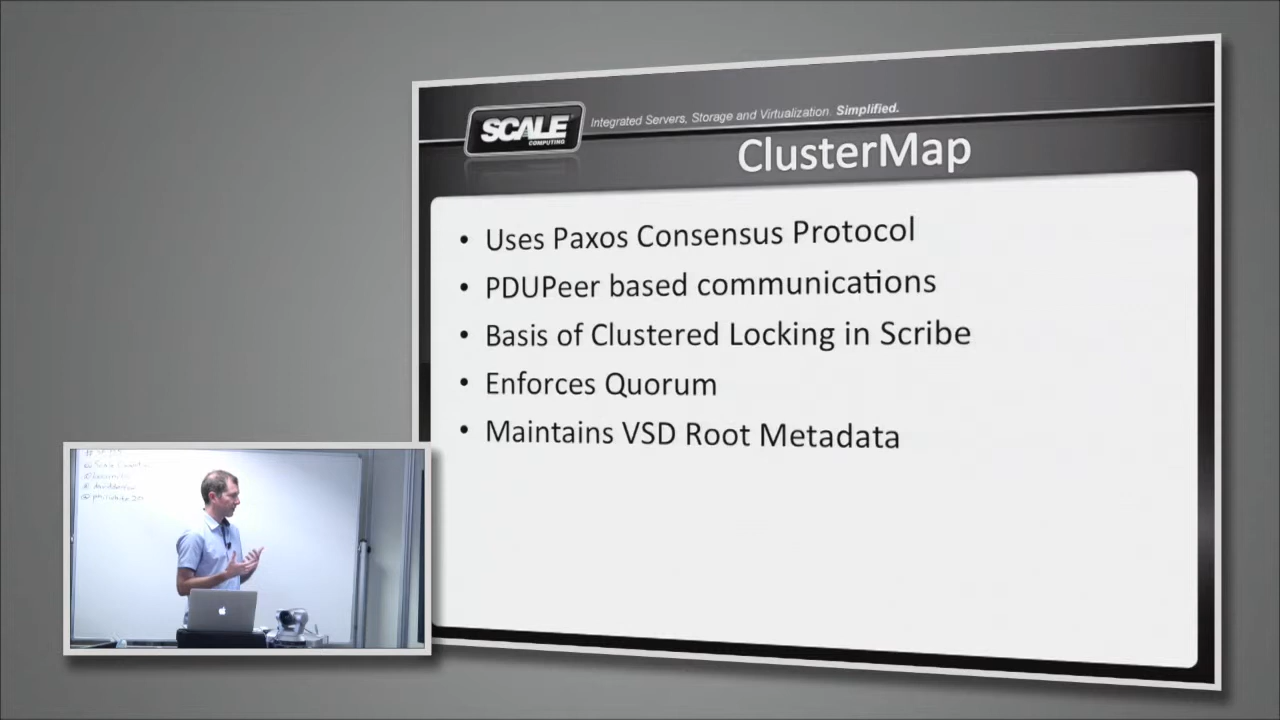 SCALE
COMPUTING
Integrated Servers, Storage and Virtualization. Simplified.
ClusterMap
• Uses Paxos Consensus Protocol
• PDUPeer based communications
• Basis of Clustered Locking in Scribe
• Enforces Quorum
• Maintains VSD Root Metadata